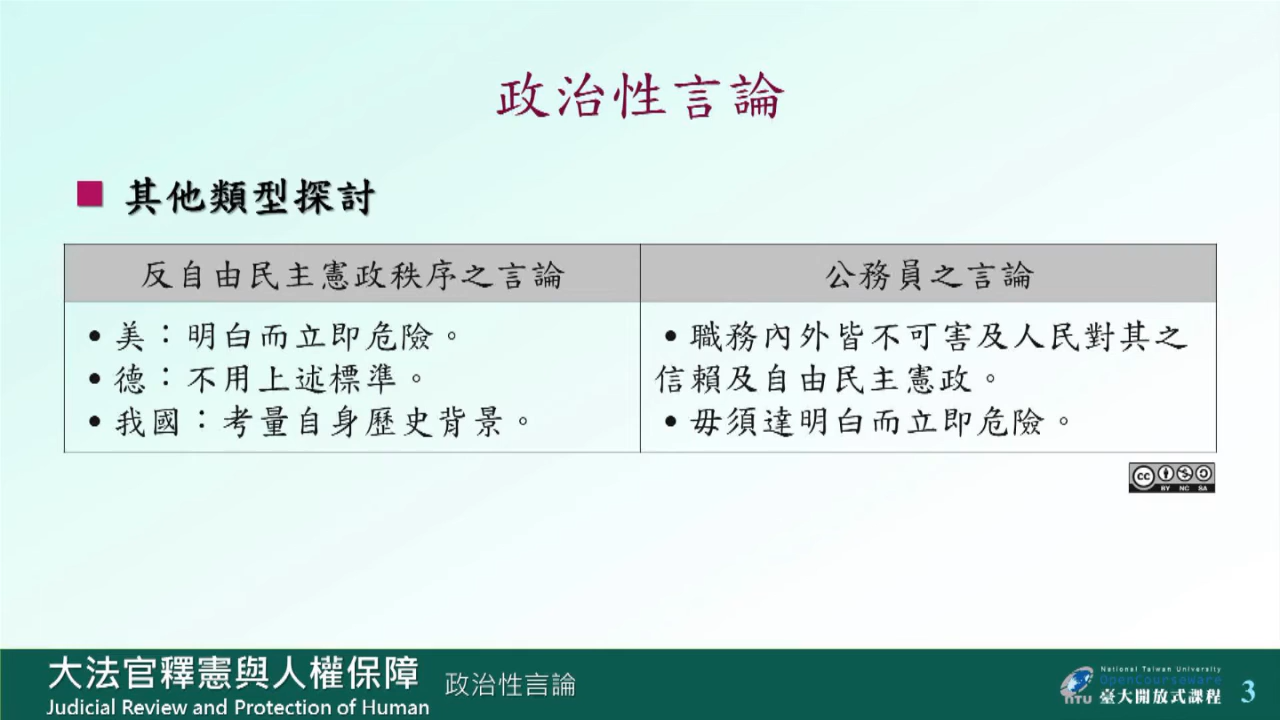 政治性言論
■ 其他類型探討
反自由民主憲政秩序之言論
• 美：明白而立即危險。
• 德：不用上述標準。
• 我國：考量自身歷史背景。
公務員之言論
• 職務內外皆不可害及人民對其之
信賴及自由民主憲政。
• 毋須達明白而立即危險。
cc BY NC SA
大法官釋憲與人權保障
Judicial Review and Protection of Human
政治性言論
National Taiwan University
OpenCourseWare
NTU 臺大開放式課程
3